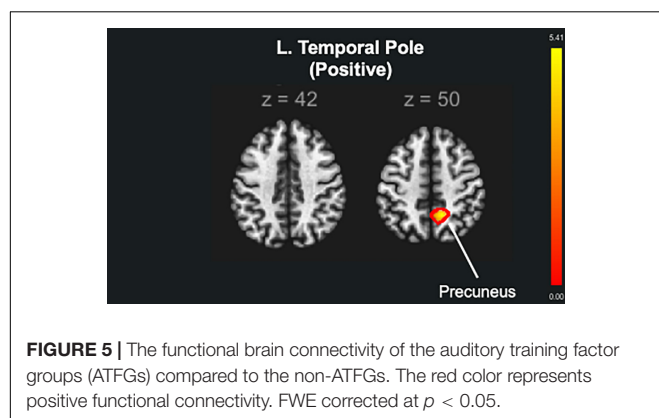 L. Temporal Pole
(Positive)
5.41
z = 42
z = 50
Precuneus
0.00
FIGURE 5 | The functional brain connectivity of the auditory training factor
groups (ATFGs) compared to the non-ATFGs. The red color represents
positive functional connectivity. FWE corrected at p < 0.05.